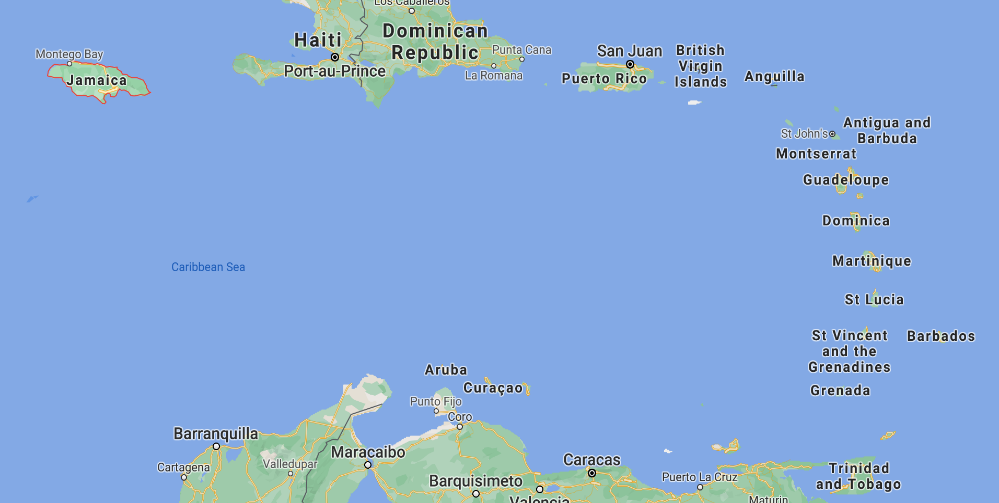 Los Caballeros
Haiti
Dominican
Republic
Punta Cana
San Juan
British
Virgin
Islands
Montego Bay
Jamaica
Port-au-Prince
La Romana
Puerto Rico
Anguilla
St John's
Antigua and
Barbuda
Montserrat
Guadeloupe
Dominica
Caribbean Sea
Martinique
St Lucia
St Vincent
and the
Grenadines
Barbados
Aruba
Curaçao
Grenada
Punto Fijo
Coro
Barranquilla
Maracaibo
Cartagena
Valledupar
Caracas
Barquisimeto
Puerto La Cruz
Trinidad
and Tobago
Valencia
Maturin